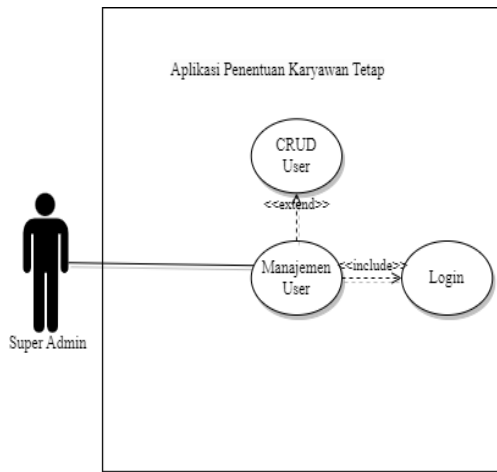 Aplikasi Penentuan Karyawan Tetap
CRUD
User
<<extend>>
Manajemen
User
<<include>>
Login
Super Admin